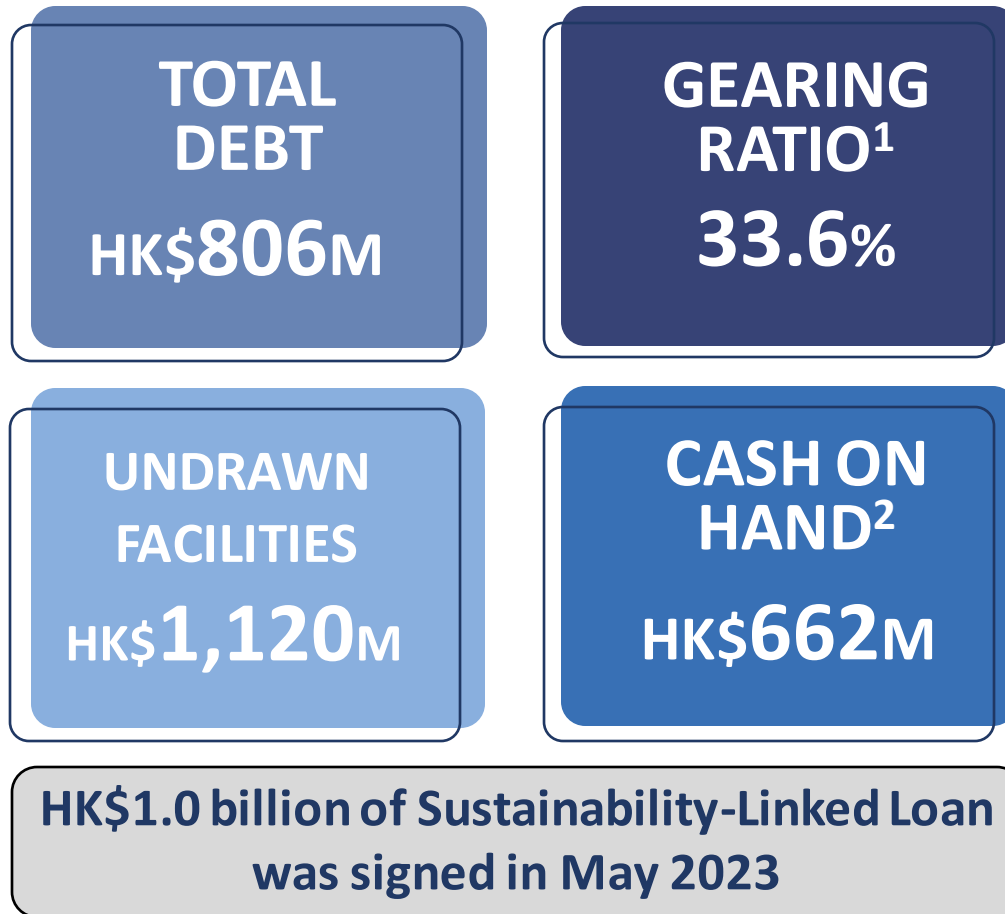 TOTAL
DEBT
HK$806M
GEARING
RATIO¹
33.6%
UNDRAWN
FACILITIES
HK$1,120M
CASH ON
HAND²
HK$662M
HK$1.0 billion of Sustainability-Linked Loan
was signed in May 2023